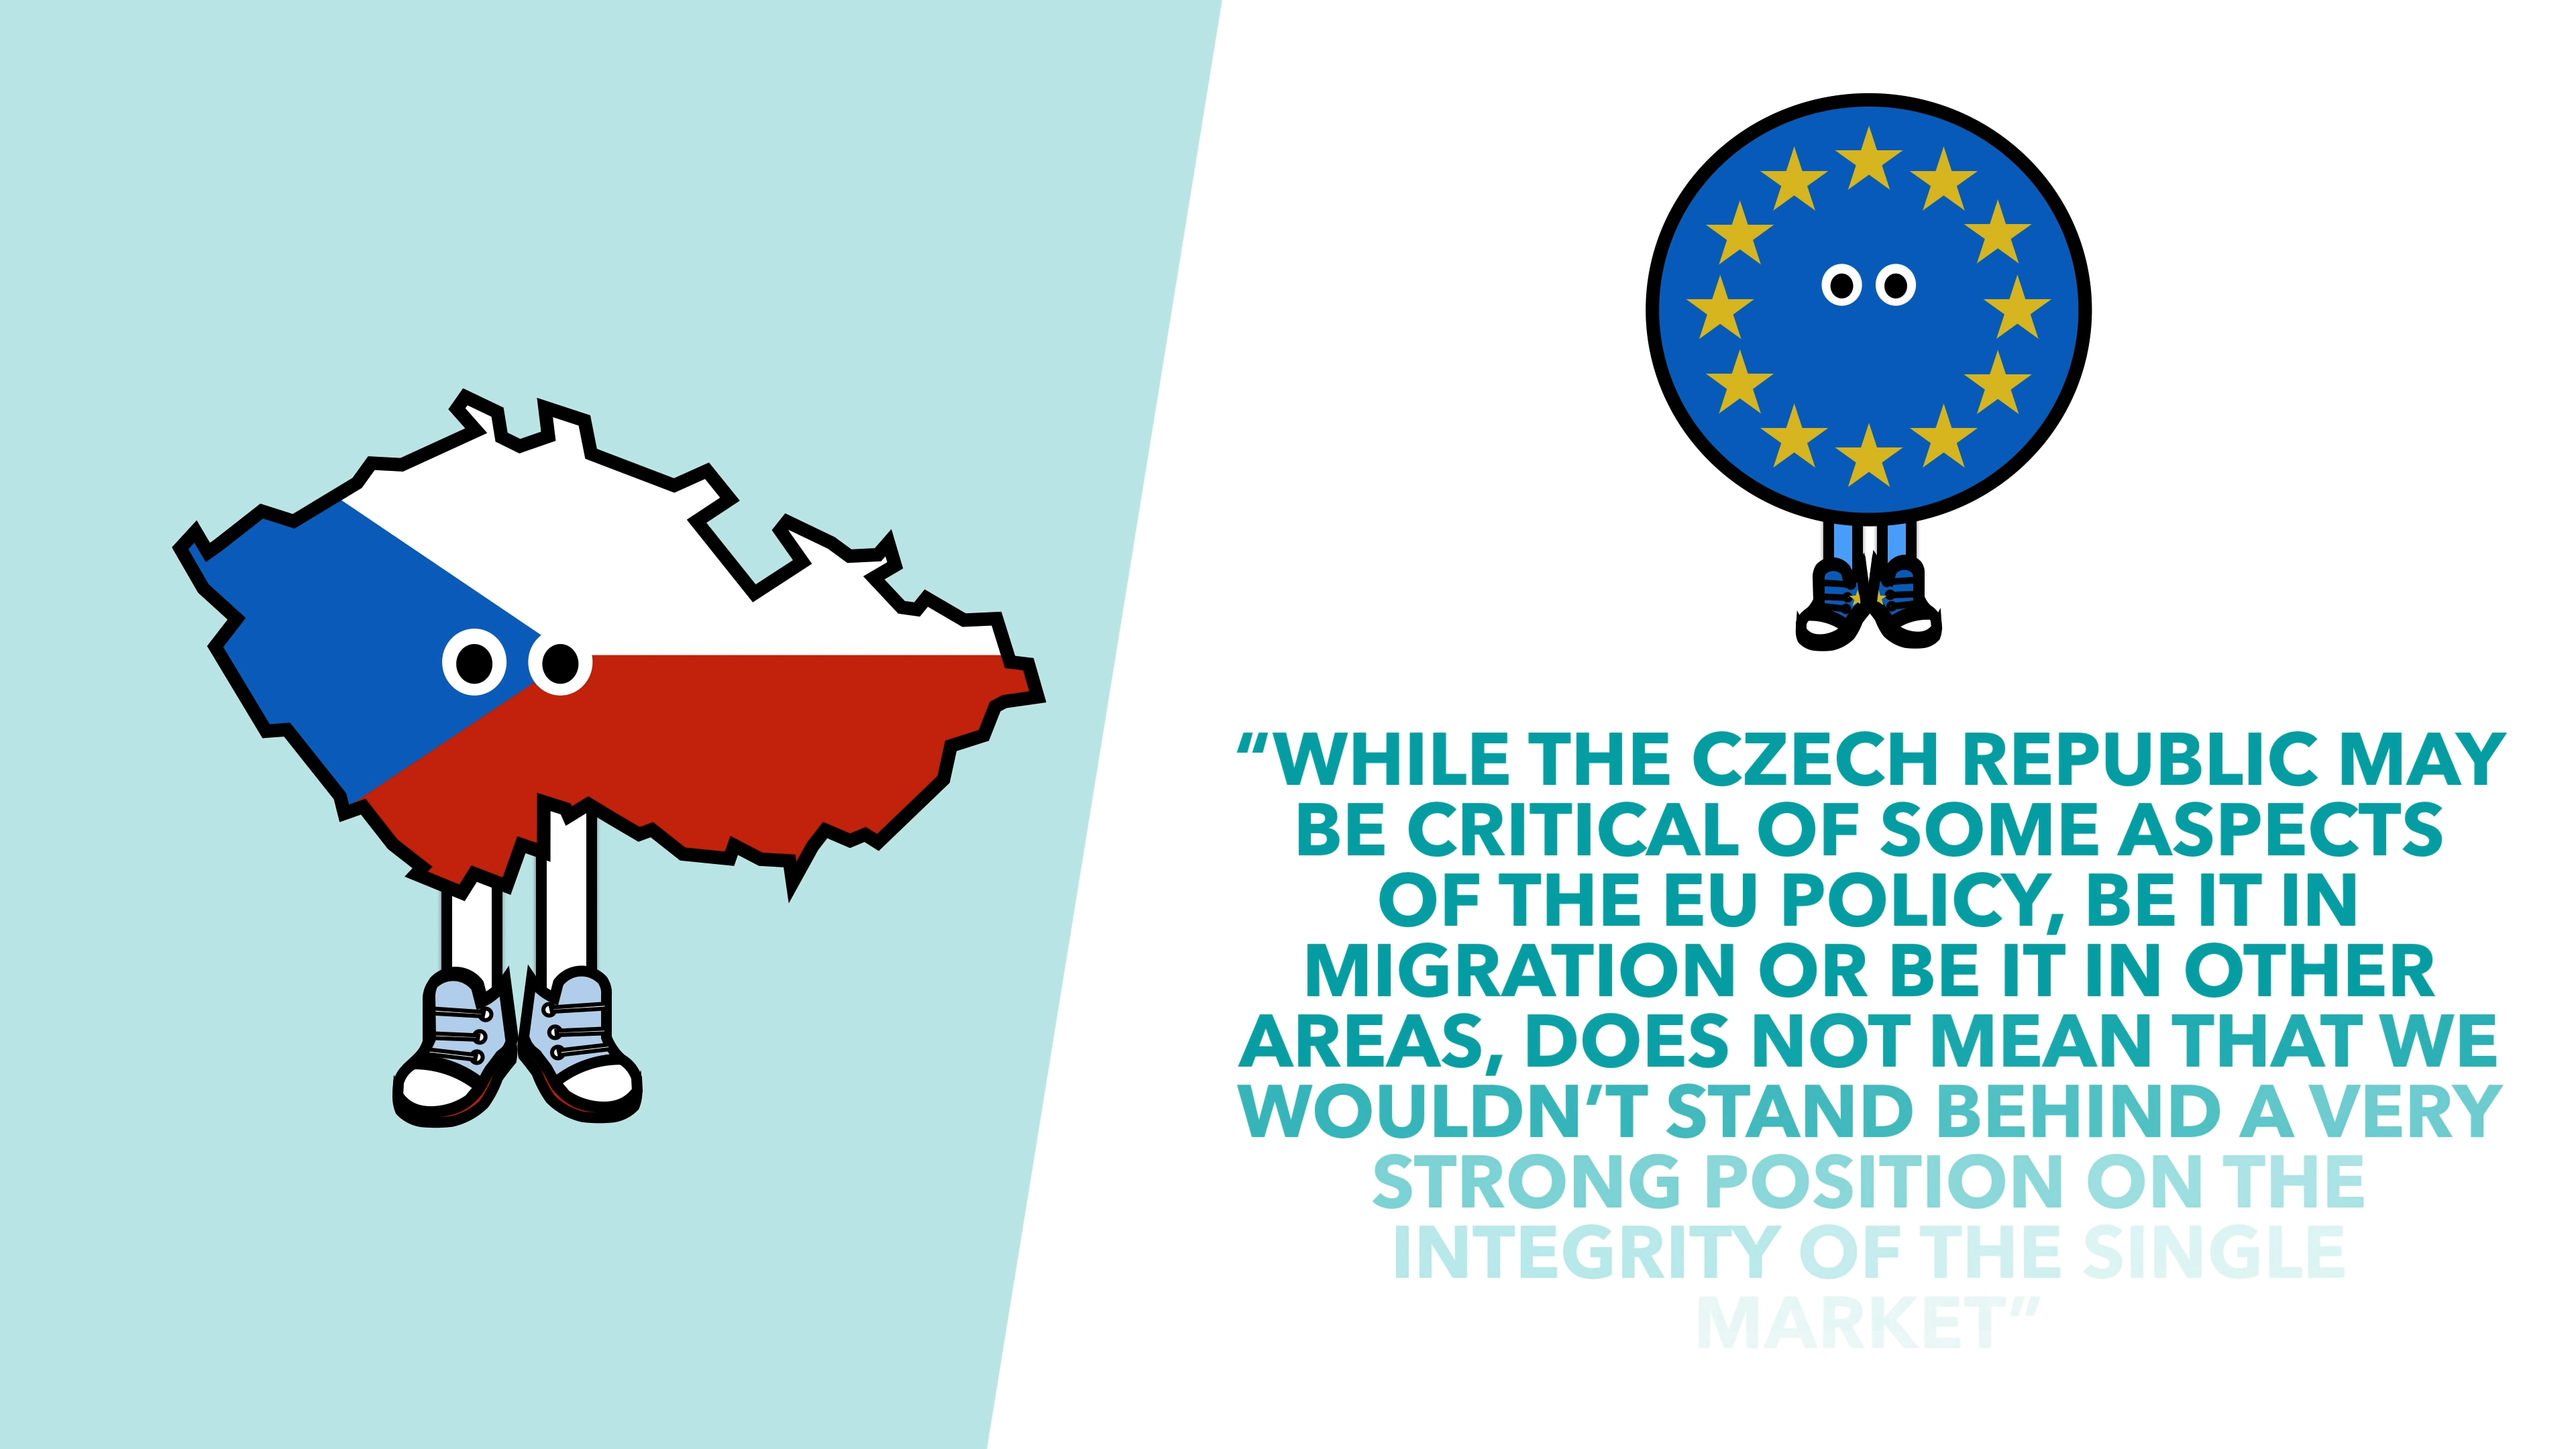 “WHILE THE CZECH REPUBLIC MAY
BE CRITICAL OF SOME ASPECTS
OF THE EU POLICY, BE IT IN
MIGRATION OR BE IT IN OTHER
AREAS, DOES NOT MEAN THAT WE
WOULDN’T STAND BEHIND A VERY
STRONG POSITION ON THE
INTEGRITY OF THE SINGLE
MARKET”